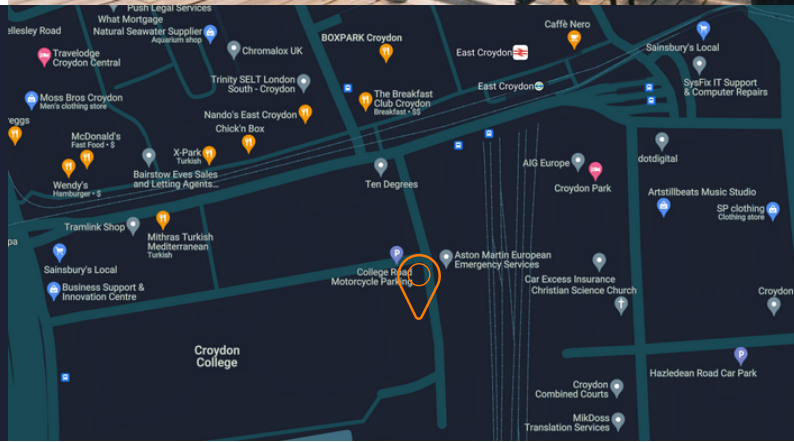 Push Legal Services
What Mortgage
ellesley Road
Natural Seawater Supplier
Aquarium shop
Chromalox UK
BOXPARK Croydon
Caffè Nero
East Croydon
Sainsbury's Local
Travelodge
Croydon Central
Trinity SELT London
South - Croydon
East Croydon
SysFix IT Support
& Computer Repairs
Moss Bros Croydon
Men's clothing store
The Breakfast
Club Croydon
Breakfast • $$
Nando's East Croydon
Chick'n Box
reggs
McDonald's
Fast Food • $
X-Park
Turkish
Wendy's
Hamburger • $
Bairstow Eves Sales
and Letting Agents...
Ten Degrees
AIG Europe
Croydon Park
dotdigital
Artstillbeats Music Studio
SP clothing
Clothing store
Tramlink Shop
Mithras Turkish
Mediterranean
Turkish
pa
Sainsbury's Local
Business Support &
Innovation Centre
P
College Road
Motorcycle Parking
Aston Martin European
Emergency Services
Car Excess Insurance
Christian Science Church
Croydon
Croydon
College
P
Hazledean Road Car Park
Croydon
Combined Courts
MikDoss
Translation Services